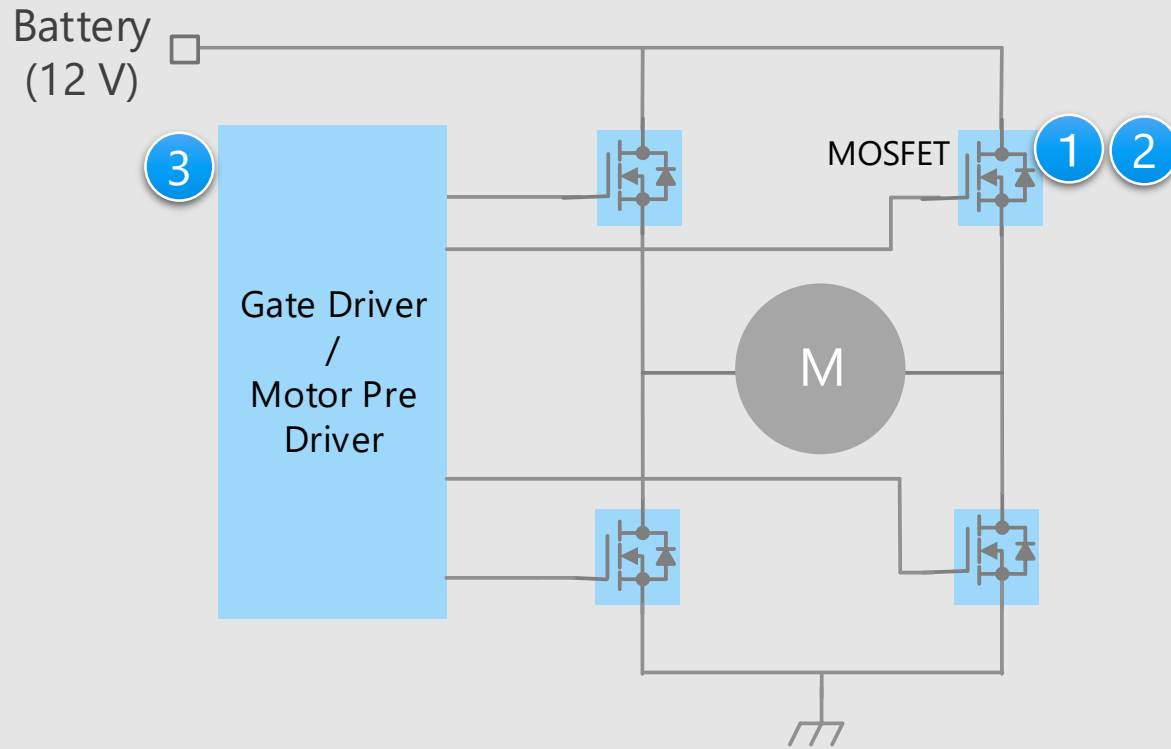 Battery
(12 V)
3
MOSFET
1
2
Gate Driver
/
Motor Pre
Driver
M